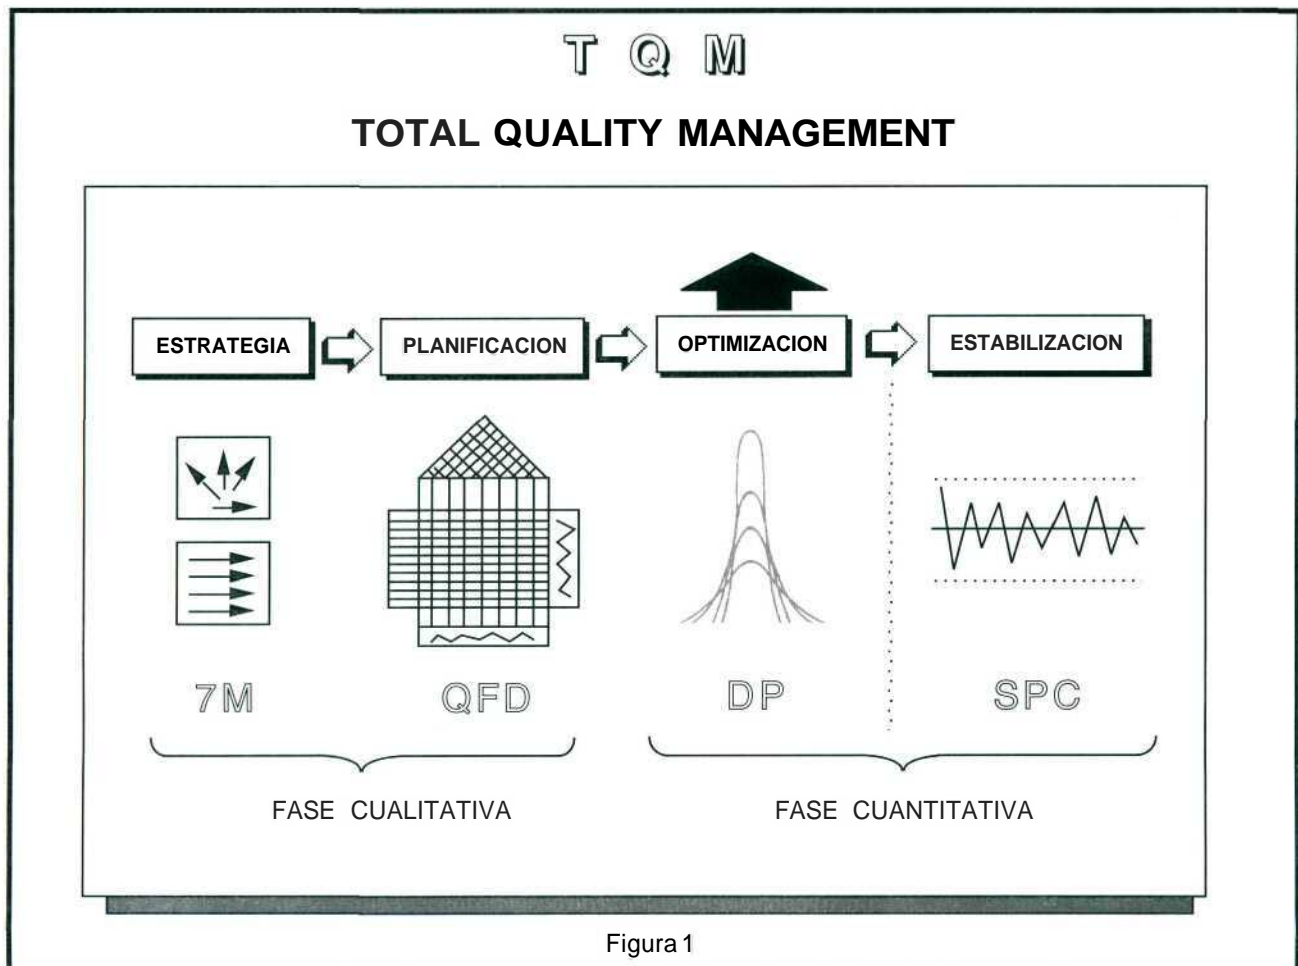 T Q M
TOTAL QUALITY MANAGEMENT
ESTRATEGIA PLANIFICACION OPTIMIZACION ESTABILIZACION
7M QFD DP SPC
FASE CUALITATIVA FASE CUANTITATIVA
Figura 1